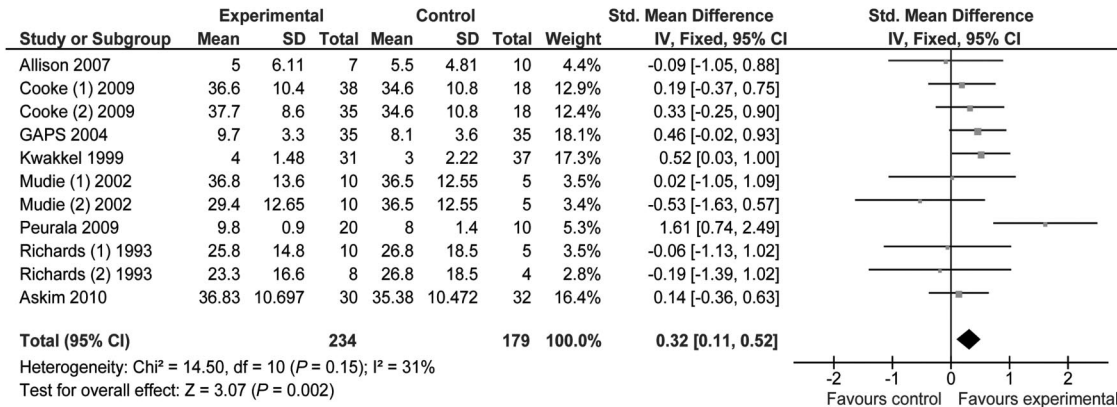 Experimental Control Std. Mean Difference Std. Mean Difference
Study or Subgroup Mean SD Total Mean SD Total Weight IV, Fixed, 95% CI IV, Fixed, 95% CI
Allison 2007 5 6.11 7 5.5 4.81 10 4.4% -0.09 [-1.05, 0.88]
Cooke (1) 2009 36.6 10.4 38 34.6 10.8 18 12.9% 0.19 [-0.37, 0.75]
Cooke (2) 2009 37.7 8.6 35 34.6 10.8 18 12.4% 0.33 [-0.25, 0.90]
GAPS 2004 9.7 3.3 35 8.1 3.6 35 18.1% 0.46 [-0.02, 0.93]
Kwakkel 1999 4 1.48 31 3 2.22 37 17.3% 0.52 [0.03, 1.00]
Mudie (1) 2002 36.8 13.6 10 36.5 12.55 5 3.5% 0.02 [-1.05, 1.09]
Mudie (2) 2002 29.4 12.65 10 36.5 12.55 5 3.4% -0.53 [-1.63, 0.57]
Peurala 2009 9.8 0.9 20 8 1.4 10 5.3% 1.61 [0.74, 2.49]
Richards (1) 1993 25.8 14.8 10 26.8 18.5 5 3.5% -0.06 [-1.13, 1.02]
Richards (2) 1993 23.3 16.6 8 26.8 18.5 4 2.8% -0.19 [-1.39, 1.02]
Askim 2010 36.83 10.697 30 35.38 10.472 32 16.4% 0.14 [-0.36, 0.63]
Total (95% CI) 234 179 100.0% 0.32 [0.11, 0.52]
Heterogeneity: Chi² = 14.50, df = 10 (P = 0.15); I² = 31%
Test for overall effect: Z = 3.07 (P = 0.002)
-2 -1 0 1 2
Favours control Favours experimental